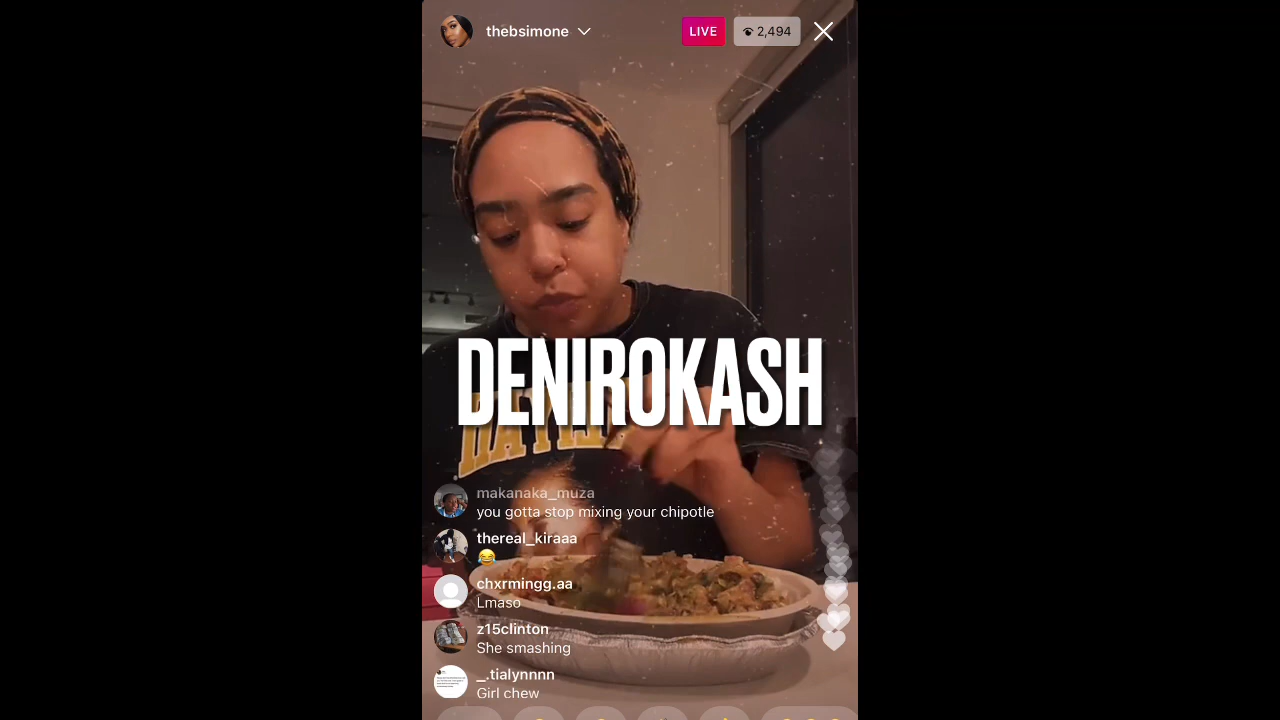 thebsimone
LIVE
2,494
DENIROKASH
makanaka_muza
you gotta stop mixing your chipotle
thereal_kiraaa
😂
chxrmingg.aa
Lmaso
z15clinton
She smashing
_.tialynnnn
Girl chew